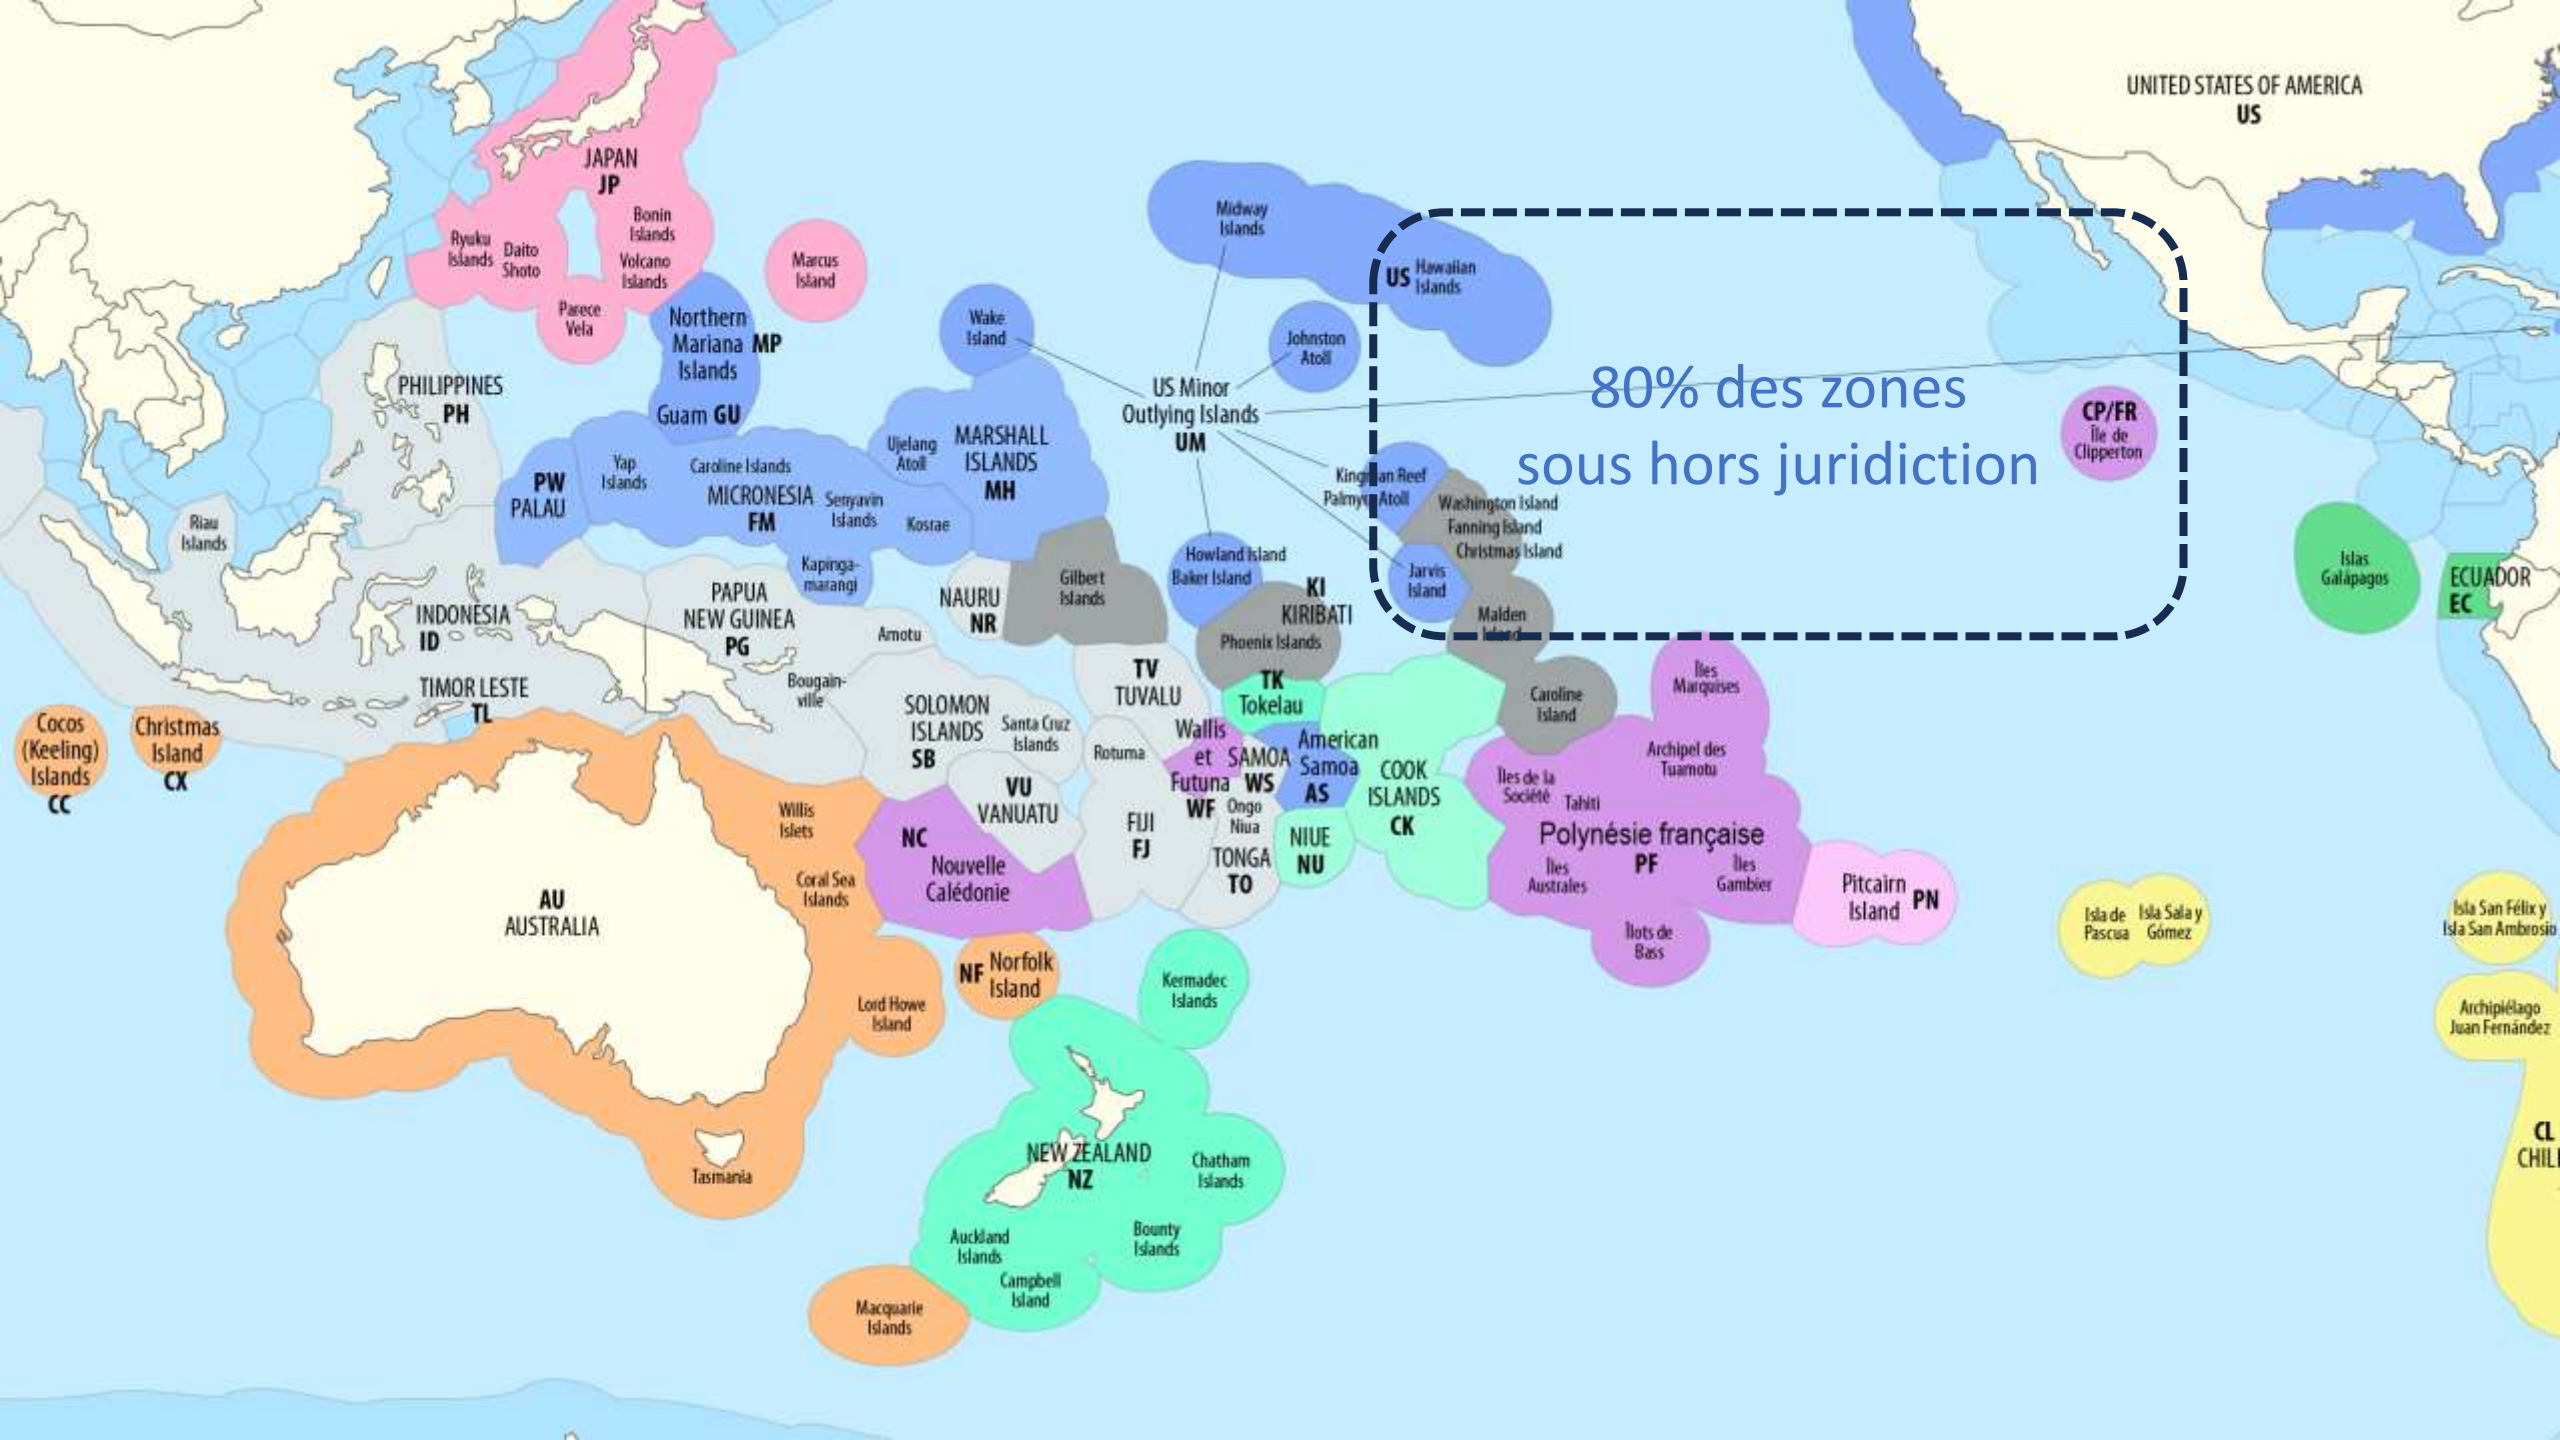 UNITED STATES OF AMERICA
US
JAPAN
JP
Ryuku
Islands
Daito
Shoto
Bonin
Islands
Volcano
Islands
Parece
Vela
Marcus
Island
Midway
Islands
US Hawaiian
Islands
Northern
Mariana MP
Islands
Guam GU
Wake
Island
Johnston
Atoll
US Minor
Outlying Islands
UM
80% des zones
sous hors juridiction
CP/FR
Île de
Clipperton
PHILIPPINES
PH
PW
PALAU
Yap
Islands
Caroline Islands
MICRONESIA
FM
Senyavin
Islands
Kosrae
Ujelang
Atoll
MARSHALL
ISLANDS
MH
Kingman Reef
Palmyra Atoll
Washington Island
Fanning Island
Christmas Island
Riau
Islands
Kapinga-
marangi
Howland Island
Baker Island
Jarvis
Island
Islas
Galápagos
ECUADOR
EC
INDONESIA
ID
PAPUA
NEW GUINEA
PG
Amotu
NAURU
NR
Gilbert
Islands
KI
KIRIBATI
Phoenix Islands
Malden
Island
TIMOR LESTE
TL
Bougain-
ville
SOLOMON
ISLANDS
SB
Santa Cruz
Islands
TV
TUVALU
TK
Tokelau
Caroline
Island
Îles
Marquises
Cocos
(Keeling)
Islands
CC
Christmas
Island
CX
Rotuma
Wallis
et
Futuna
WF
SAMOA
WS
American
Samoa
AS
COOK
ISLANDS
CK
Îles de la
Société
Tahiti
Archipel des
Tuamotu
Willis
Islets
VU
VANUATU
FIJI
FJ
Ongo
Niua
TONGA
TO
NIUE
NU
Polynésie française
PF
Îles
Australes
Îles
Gambier
Îlots de
Bass
Pitcairn
Island PN
AU
AUSTRALIA
Coral Sea
Islands
NC
Nouvelle
Calédonie
Isla de
Pascua
Isla Sala y
Gómez
Isla San Félix y
Isla San Ambrosio
NF Norfolk
Island
Kermadec
Islands
Lord Howe
Island
Archipiélago
Juan Fernández
Tasmania
NEW ZEALAND
NZ
Chatham
Islands
CL
CHIL
Auckland
Islands
Bounty
Islands
Campbell
Island
Macquarie
Islands